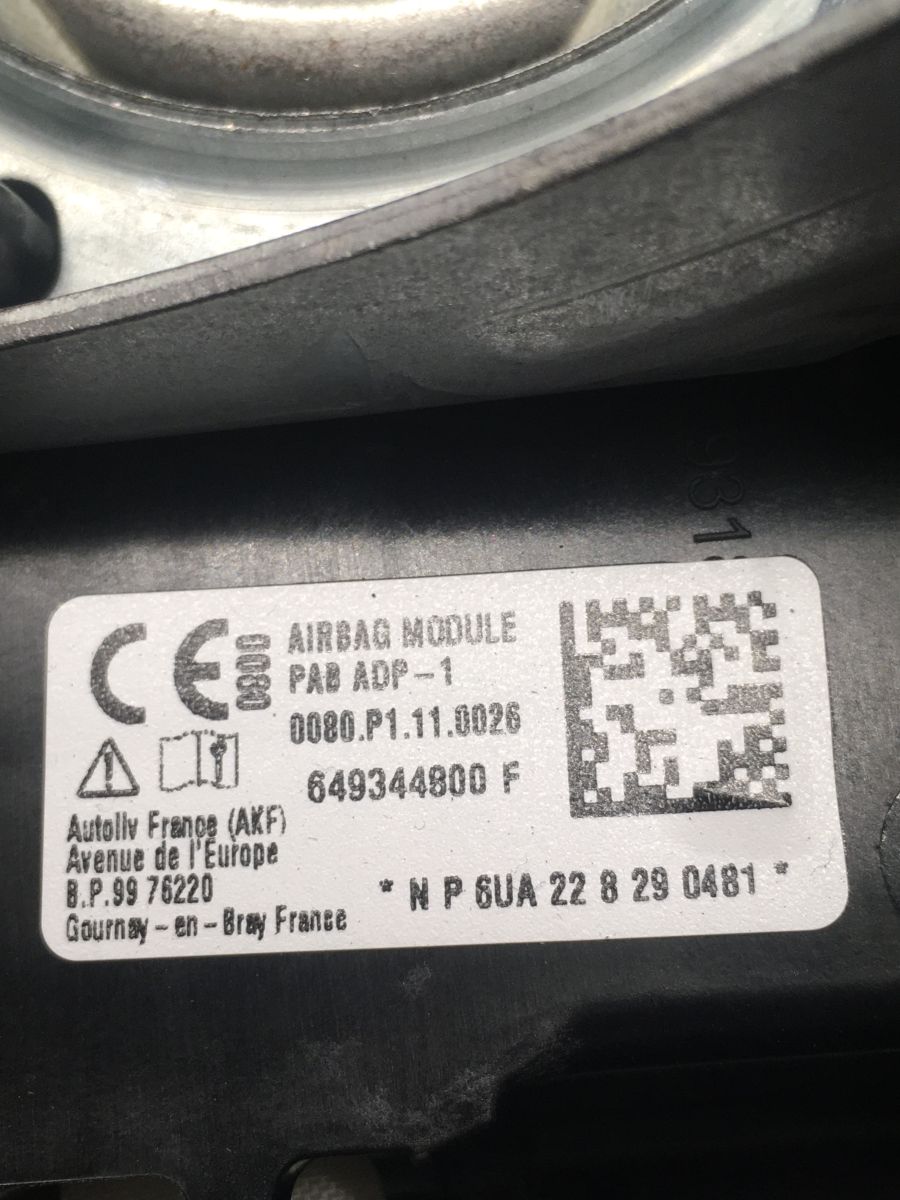 931
CE 0080
AIRBAG MODULE
PAB ADP-1
0080.P1.11.0026
649344800 F
Autoliv France (AKF)
Avenue de l'Europe
B.P.99 76220
Gournay-en-Bray France
* N P 6UA 22 8 29 0481 *